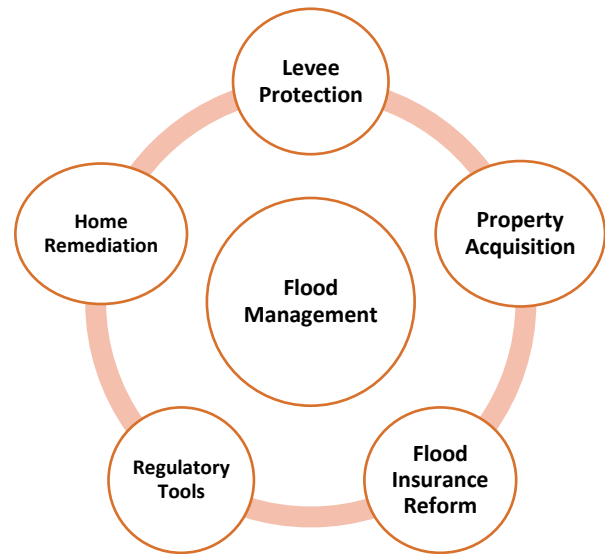 Levee
Protection
Property
Acquisition
Flood
Insurance
Reform
Regulatory
Tools
Home
Remediation
Flood
Management